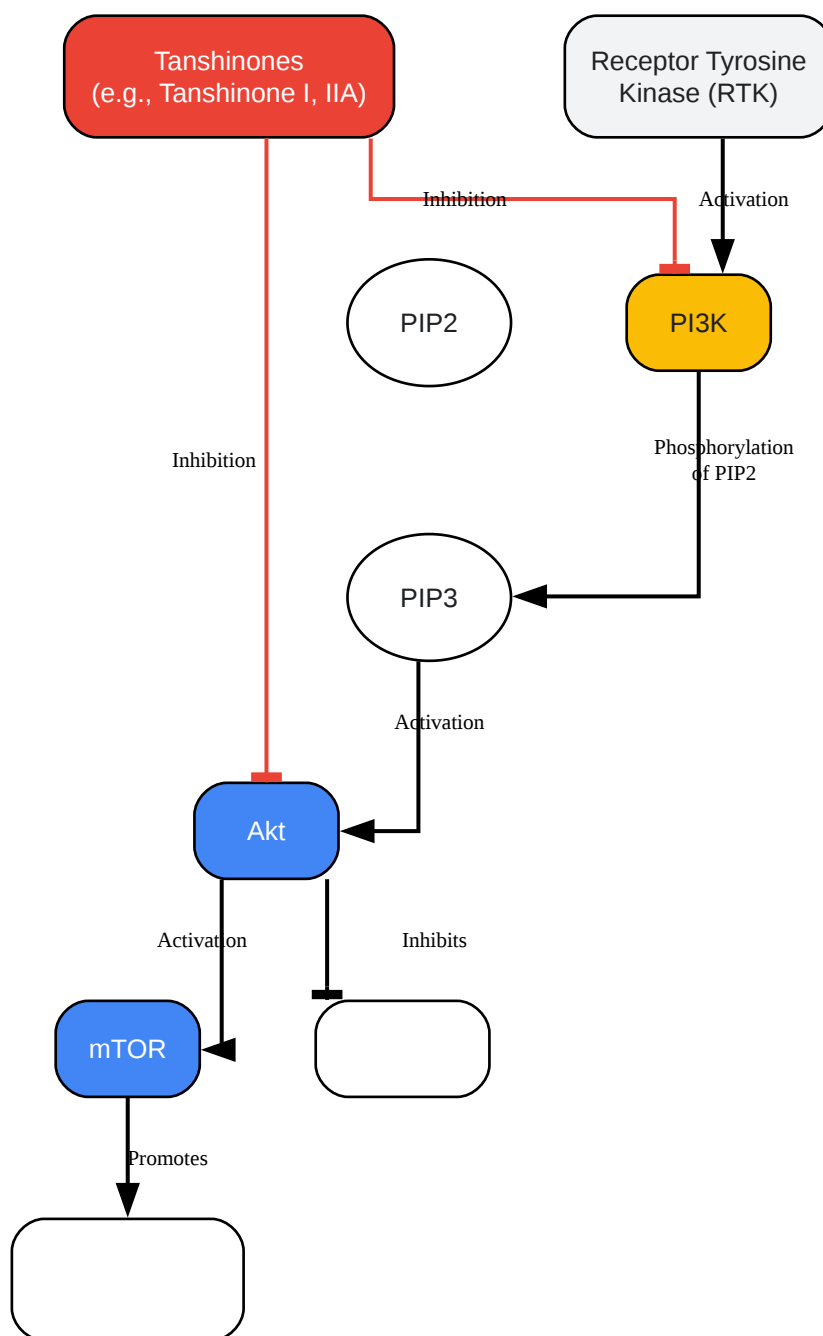 Tanshinones
(e.g., Tanshinone I, IIA)
Receptor Tyrosine
Kinase (RTK)
Inhibition
Activation
PIP2
PI3K
Phosphorylation
of PIP2
Inhibition
PIP3
Activation
Akt
Activation
Inhibits
mTOR
Promotes